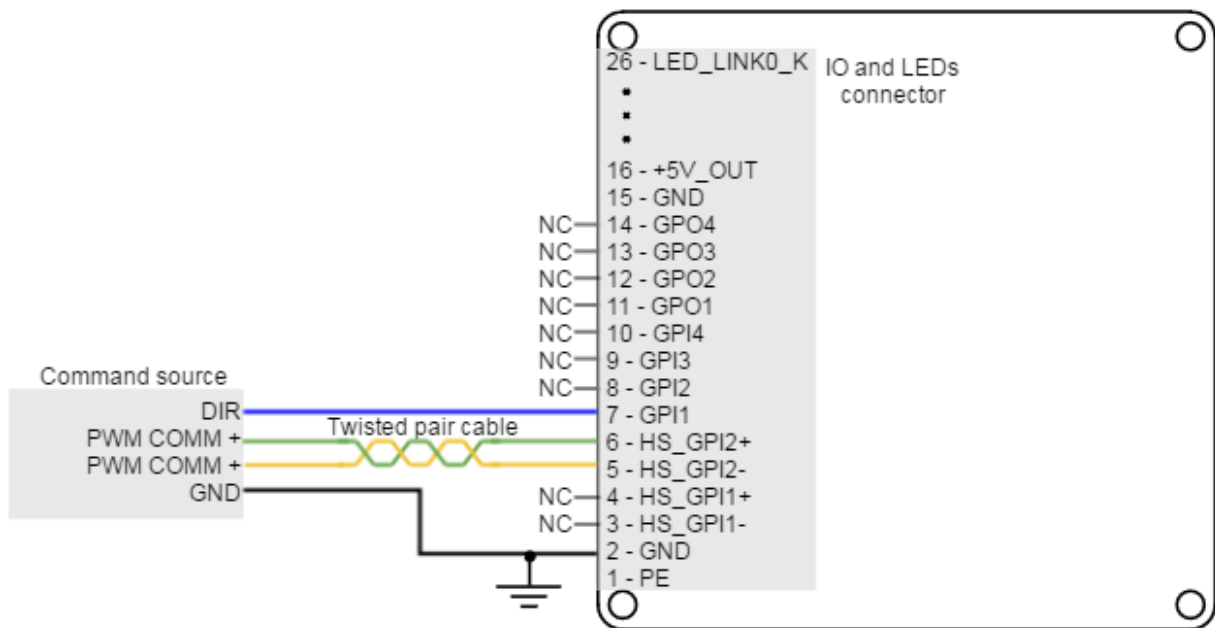 26 - LED_LINK0_K
IO and LEDs
connector
16 - +5V_OUT
15 - GND
NC 14 - GPO4
NC 13 - GPO3
NC 12 - GPO2
NC 11 - GPO1
NC 10 - GPI4
NC 9 - GPI3
NC 8 - GPI2
Command source
DIR
Twisted pair cable
7 - GPI1
PWM COMM +
6 - HS_GPI2+
PWM COMM +
5 - HS_GPI2-
GND
NC 4 - HS_GPI1+
NC 3 - HS_GPI1-
2 - GND
1 - PE